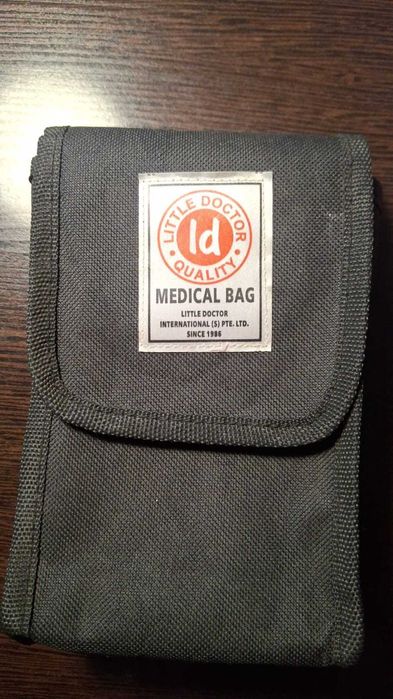 LITTLE DOCTOR
ld
• QUALITY •
MEDICAL BAG
LITTLE DOCTOR
INTERNATIONAL (S) PTE. LTD.
SINCE 1986